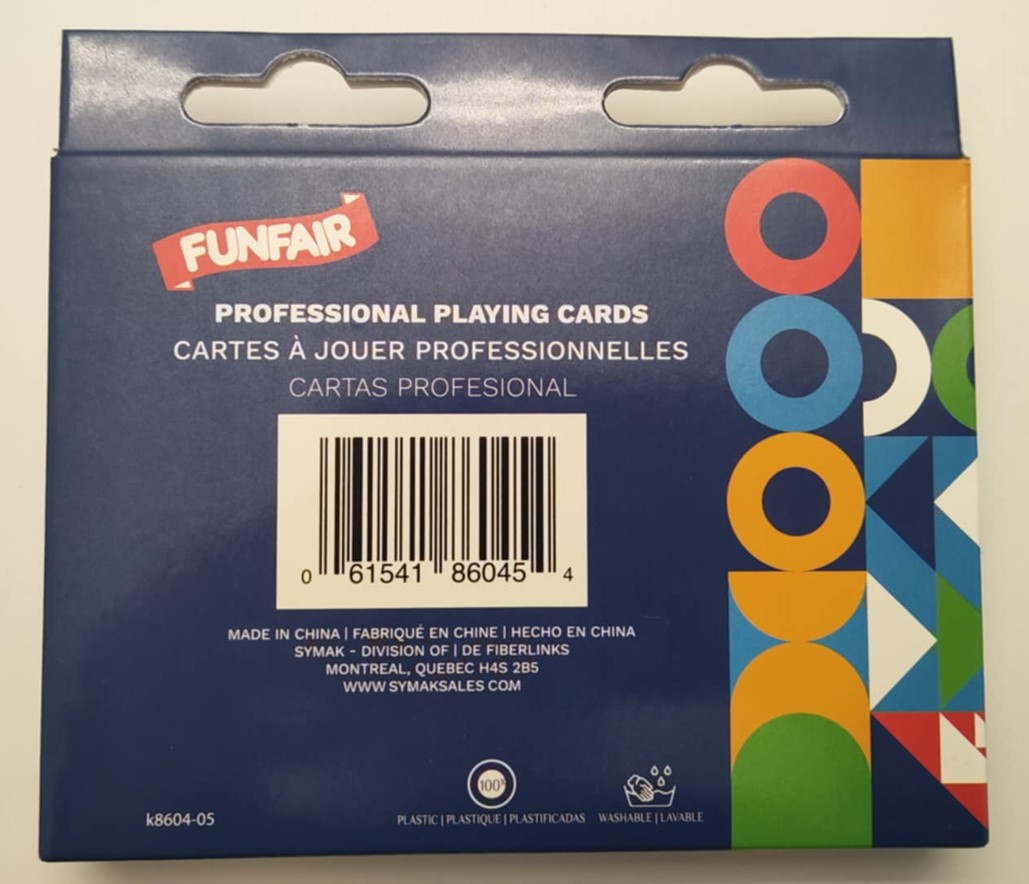 FUNFAIR
PROFESSIONAL PLAYING CARDS
CARTES À JOUER PROFESSIONNELLES
CARTAS PROFESIONAL
0 61541 86045 4
MADE IN CHINA | FABRIQUÉ EN CHINE | HECHO EN CHINA
SYMAK - DIVISION OF | DE FIBERLINKS
MONTREAL, QUEBEC H4S 2B5
WWW.SYMAKSALES.COM
100%
k8604-05
PLASTIC | PLASTIQUE | PLASTIFICADAS
WASHABLE | LAVABLE